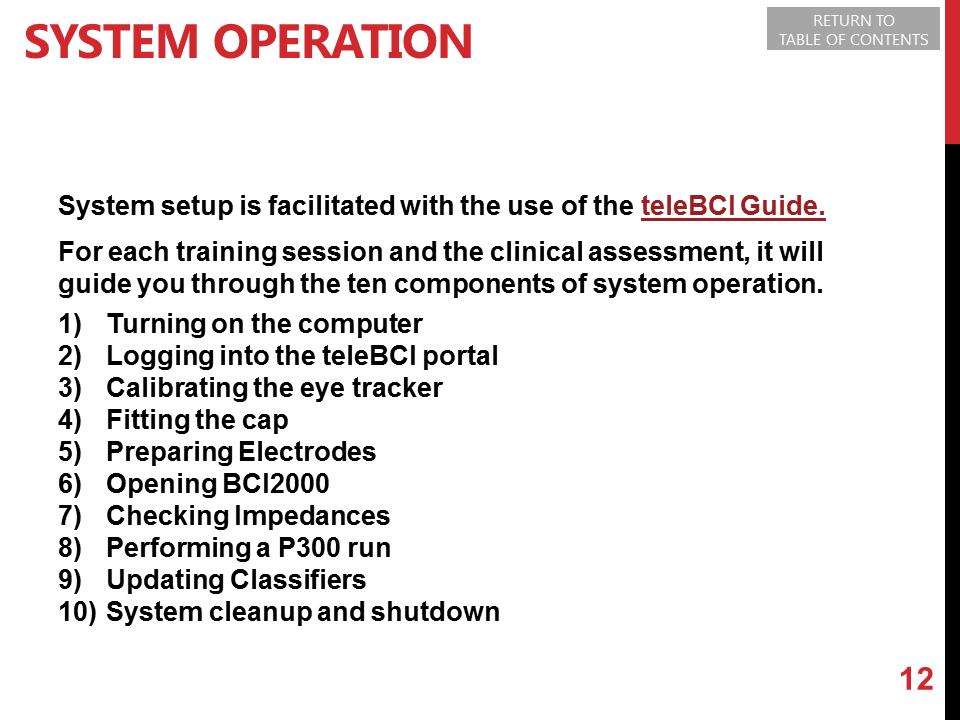 SYSTEM OPERATION
RETURN TO
TABLE OF CONTENTS
System setup is facilitated with the use of the teleBCI Guide.
For each training session and the clinical assessment, it will
guide you through the ten components of system operation.
1) Turning on the computer
2) Logging into the teleBCI portal
3) Calibrating the eye tracker
4) Fitting the cap
5) Preparing Electrodes
6) Opening BCI2000
7) Checking Impedances
8) Performing a P300 run
9) Updating Classifiers
10) System cleanup and shutdown
12